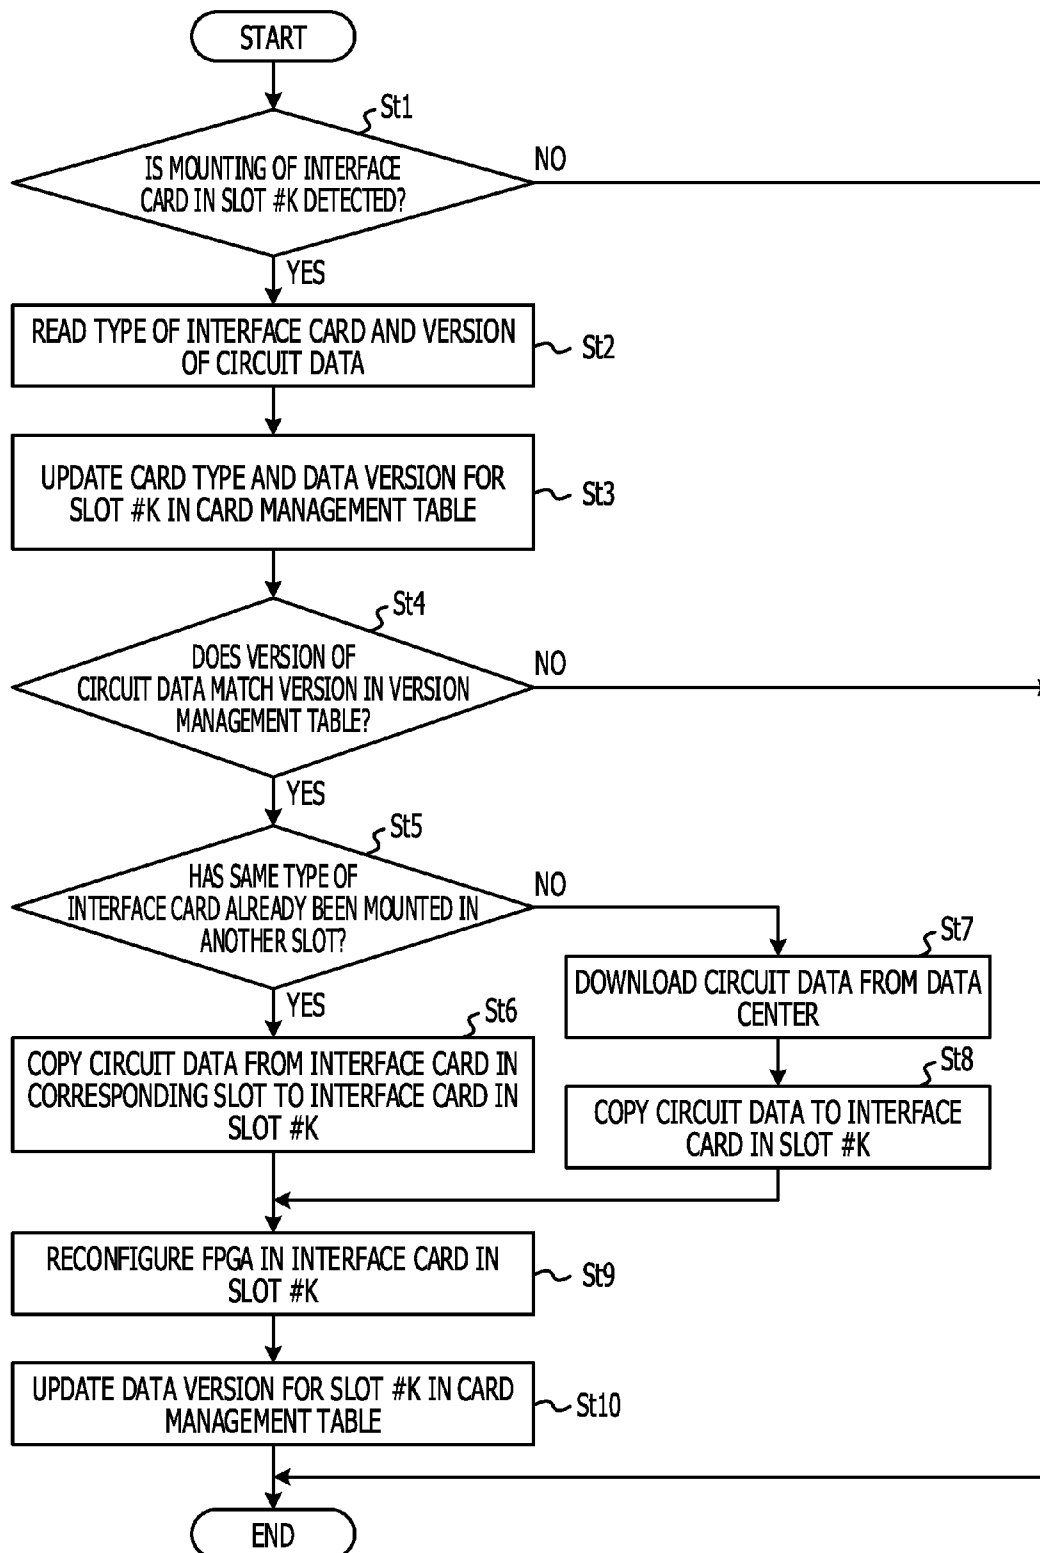 START
St1
IS MOUNTING OF INTERFACE
CARD IN SLOT #K DETECTED?
NO
YES
READ TYPE OF INTERFACE CARD AND VERSION
OF CIRCUIT DATA
St2
UPDATE CARD TYPE AND DATA VERSION FOR
SLOT #K IN CARD MANAGEMENT TABLE
St3
St4
DOES VERSION OF
CIRCUIT DATA MATCH VERSION IN VERSION
MANAGEMENT TABLE?
NO
YES
St5
HAS SAME TYPE OF
INTERFACE CARD ALREADY BEEN MOUNTED IN
ANOTHER SLOT?
NO
YES
St7
DOWNLOAD CIRCUIT DATA FROM DATA
CENTER
St6
COPY CIRCUIT DATA FROM INTERFACE CARD IN
CORRESPONDING SLOT TO INTERFACE CARD IN
SLOT #K
St8
COPY CIRCUIT DATA TO INTERFACE
CARD IN SLOT #K
RECONFIGURE FPGA IN INTERFACE CARD IN
SLOT #K
St9
UPDATE DATA VERSION FOR SLOT #K IN CARD
MANAGEMENT TABLE
St10
END